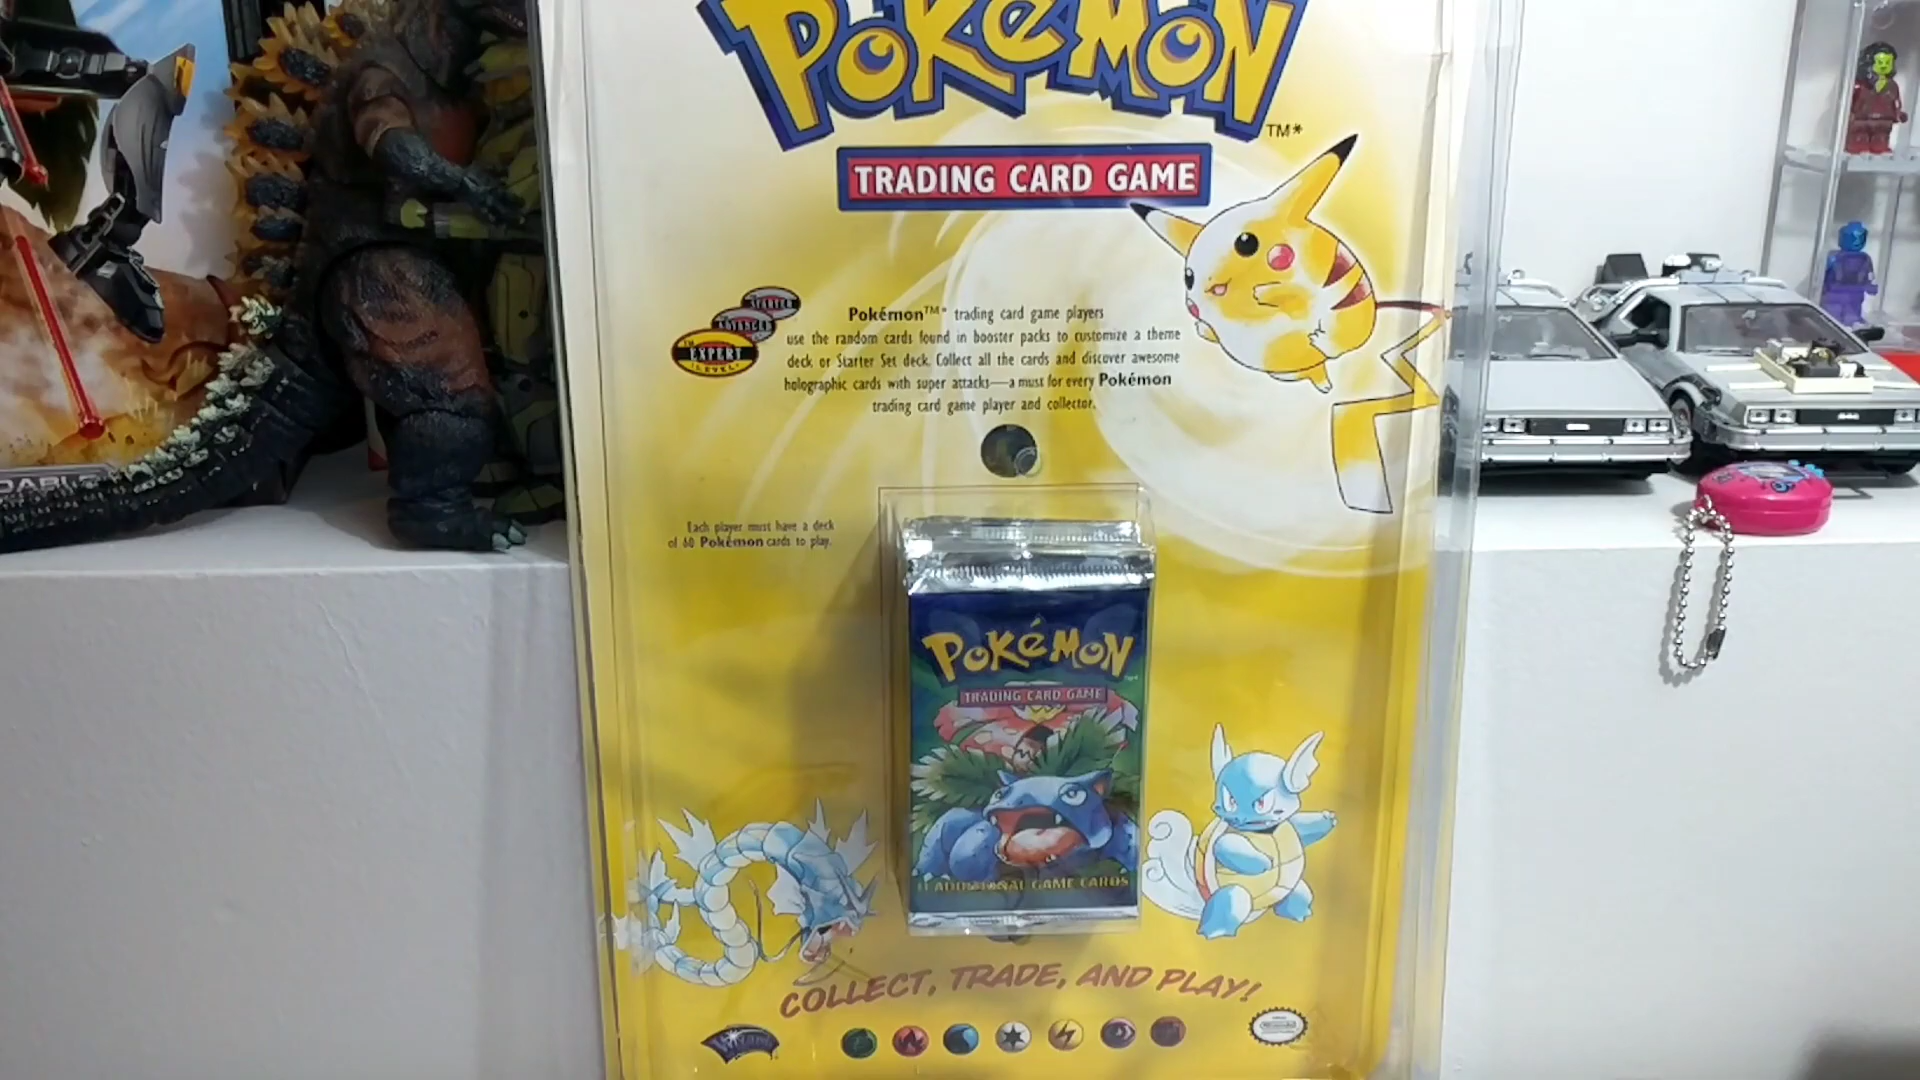 POKéMON
TM*
TRADING CARD GAME
STARTER
ADVANCED
EXPERT
LEVEL
Pokémon™* trading card game players
use the random cards found in booster packs to customize a theme
deck or Starter Set deck. Collect all the cards and discover awesome
holographic cards with super attacks—a must for every Pokémon
trading card game player and collector.
Each player must have a deck
of 60 Pokémon cards to play.
POKéMON
TRADING CARD GAME
11 ADDITIONAL GAME CARDS
COLLECT, TRADE, AND PLAY!
Wizards
Nintendo